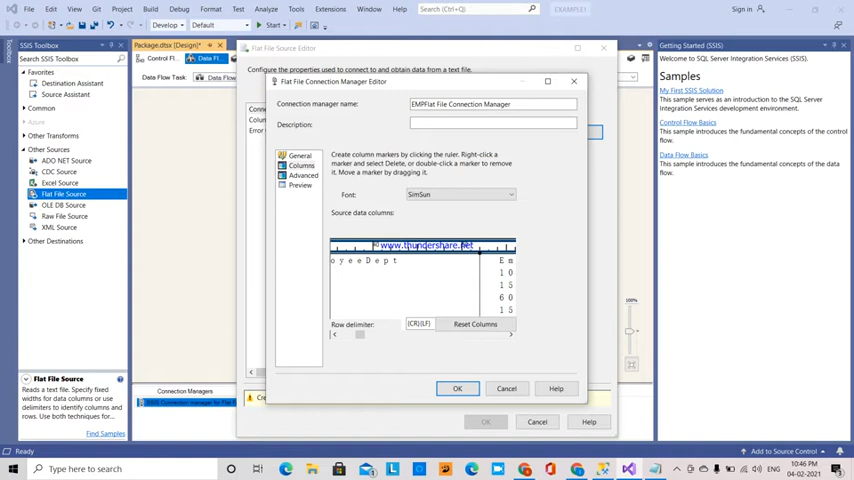 File
Edit
View
Git
Project
Build
Debug
Format
Test
Analyze
Tools
Extensions
Window
Help
Search (Ctrl+Q)
EXAMPLE1
Sign in
Develop
Default
Start
SSIS Toolbox
SSIS Toolbox
Search SSIS Toolbox
Favorites
Destination Assistant
Source Assistant
Common
Azure
Other Transforms
Other Sources
ADO NET Source
CDC Source
Excel Source
Flat File Source
OLE DB Source
Raw File Source
XML Source
Other Destinations
Flat File Source
Reads a text file. Specify fixed
widths for data columns or use
delimiters to identify columns and
rows. Use both techniques for
Find Samples
Package.dtsx [Design]*
Control Fl...
Data Fl...
Data Flow Task:
Data Flow
Connection Managers
Flat File Source Editor
Configure the properties used to connect to and obtain data from a text file.
Flat File Connection Manager Editor
Connection manager name:
EMPFlat File Connection Manager
Description:
General
Columns
Advanced
Preview
Create column markers by clicking the ruler. Right-click a
marker and select Delete, or double-click a marker to remove
it. Move a marker by dragging it.
Font:
SimSun
Source data columns:
www.thundershare.net
oyeeDept
Em
10
15
60
15
Row delimiter:
{CR}{LF}
Reset Columns
OK
Cancel
Help
OK
Cancel
Help
100%
Getting Started (SSIS)
Welcome to SQL Server Integration Services (SSIS)
Samples
My First SSIS Solution
This sample serves as an introduction to SQL Server
Integration Services development environment.
Control Flow Basics
This sample introduces the fundamental concepts of the control
flow.
Data Flow Basics
This sample introduces the fundamental concepts of the data
flow.
Ready
Add to Source Control
Type here to search
ENG
10:46 PM
04-02-2021